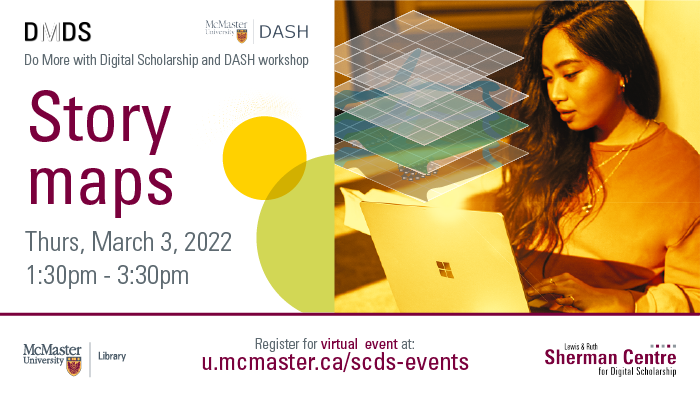 DMDS
McMaster
University
DASH
Do More with Digital Scholarship and DASH workshop
Story
maps
Thurs, March 3, 2022
1:30pm - 3:30pm
McMaster
University
Library
Register for virtual event at:
u.mcmaster.ca/scds-events
Lewis & Ruth
Sherman Centre
for Digital Scholarship